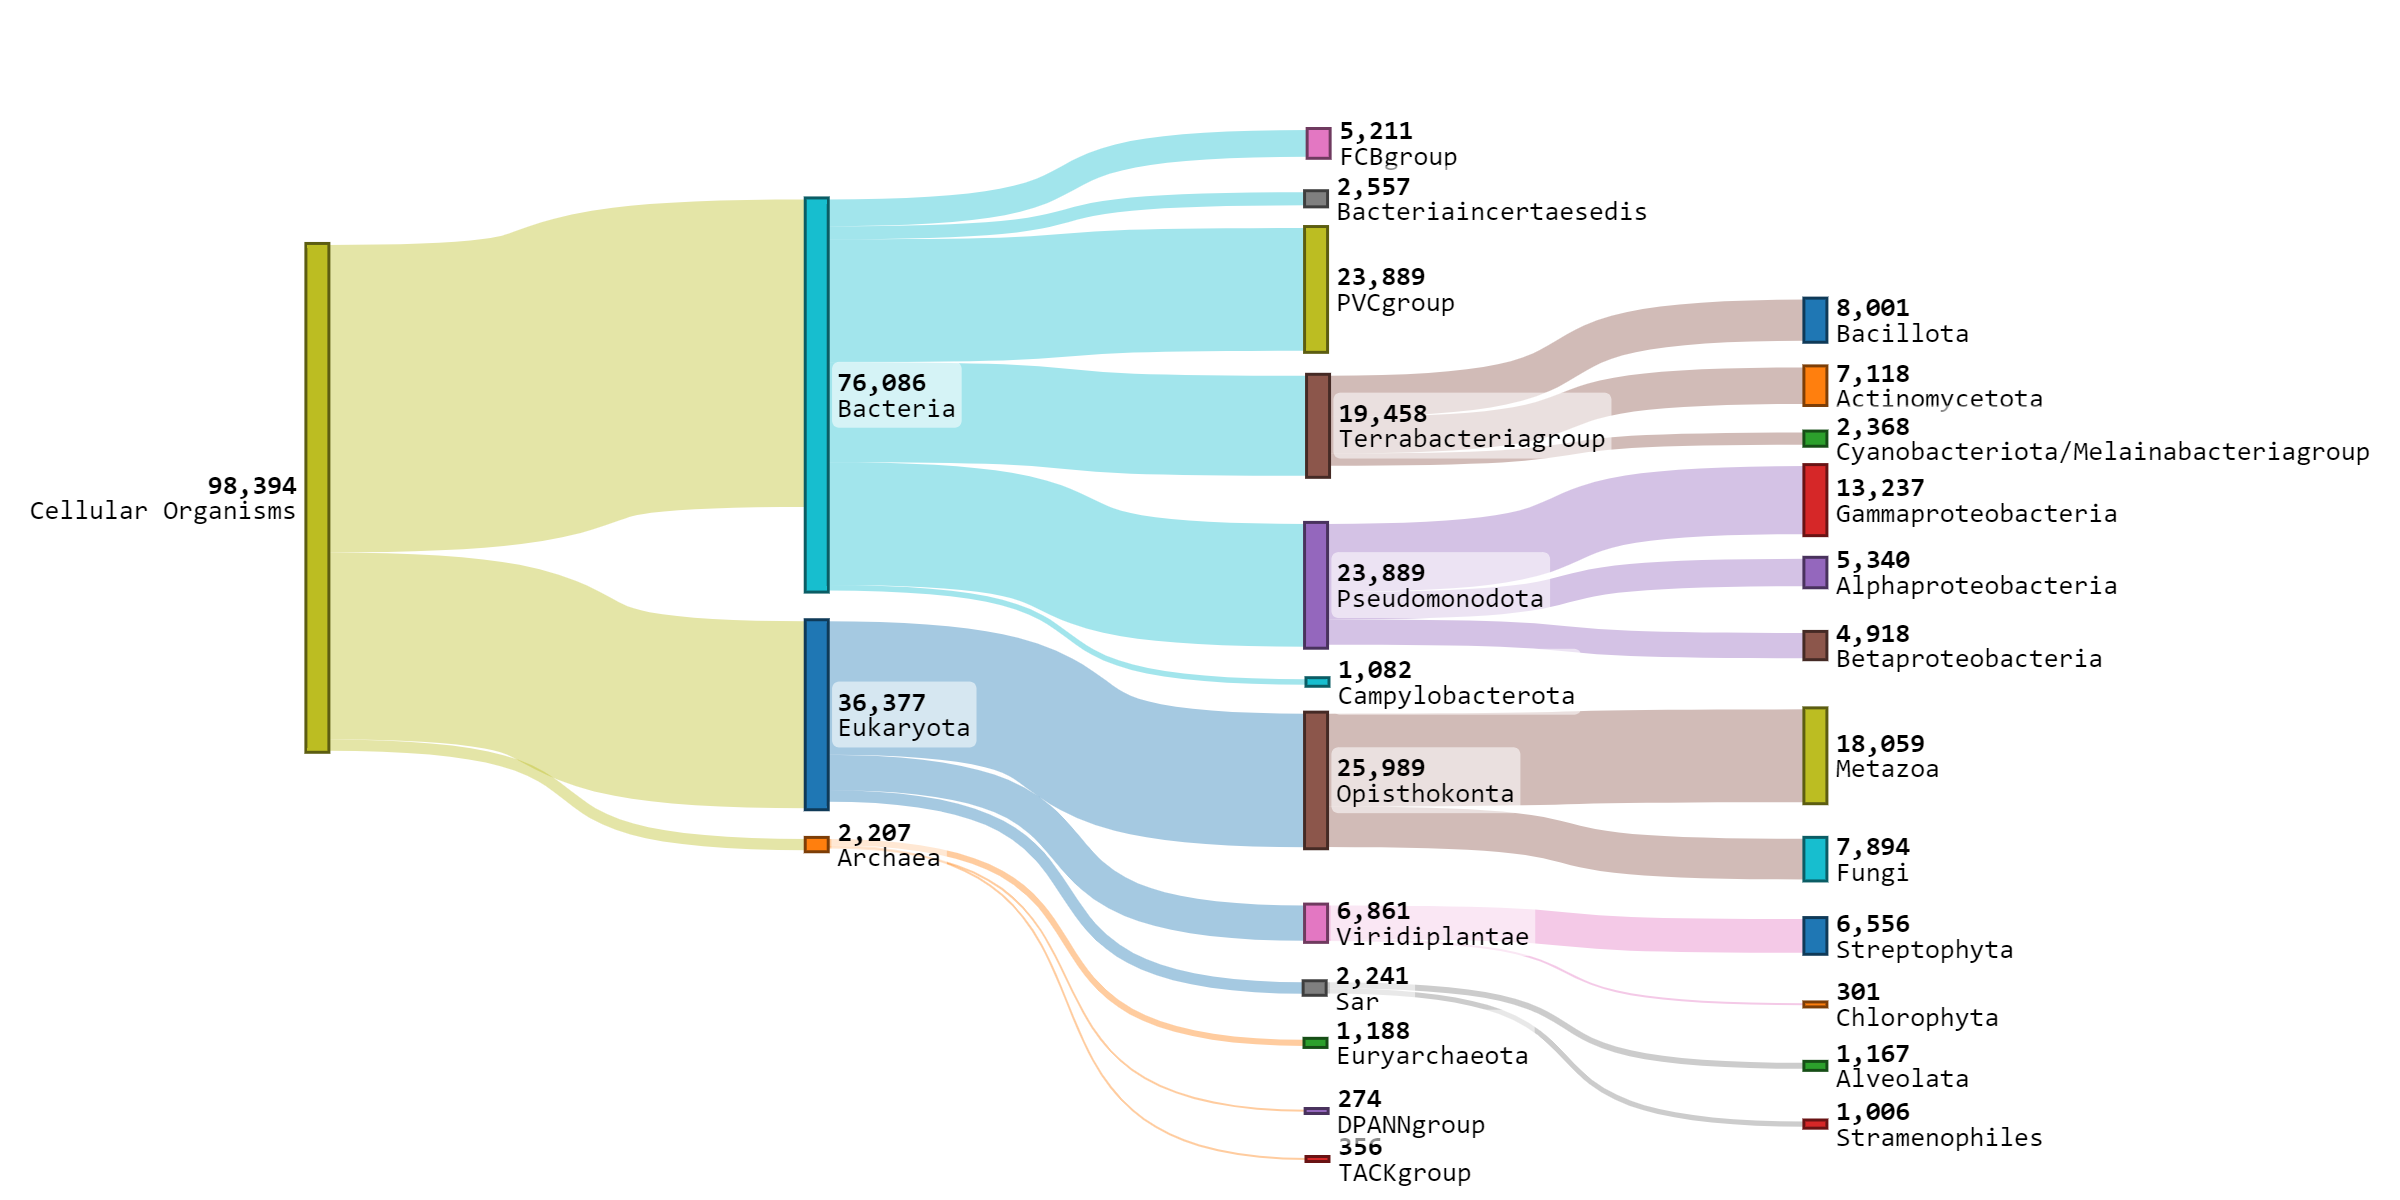 98,394
Cellular Organisms
76,086
Bacteria
36,377
Eukaryota
2,207
Archaea
5,211
FCBgroup
2,557
Bacteriaincertaesedis
23,889
PVCgroup
19,458
Terrabacteriagroup
23,889
Pseudomonodota
1,082
Campylobacterota
25,989
Opisthokonta
6,861
Viridiplantae
2,241
Sar
1,188
Euryarchaeota
274
DPANNgroup
356
TACKgroup
8,001
Bacillota
7,118
Actinomycetota
2,368
Cyanobacteriota/Melainabacteriagroup
13,237
Gammaproteobacteria
5,340
Alphaproteobacteria
4,918
Betaproteobacteria
18,059
Metazoa
7,894
Fungi
6,556
Streptophyta
301
Chlorophyta
1,167
Alveolata
1,006
Stramenophiles